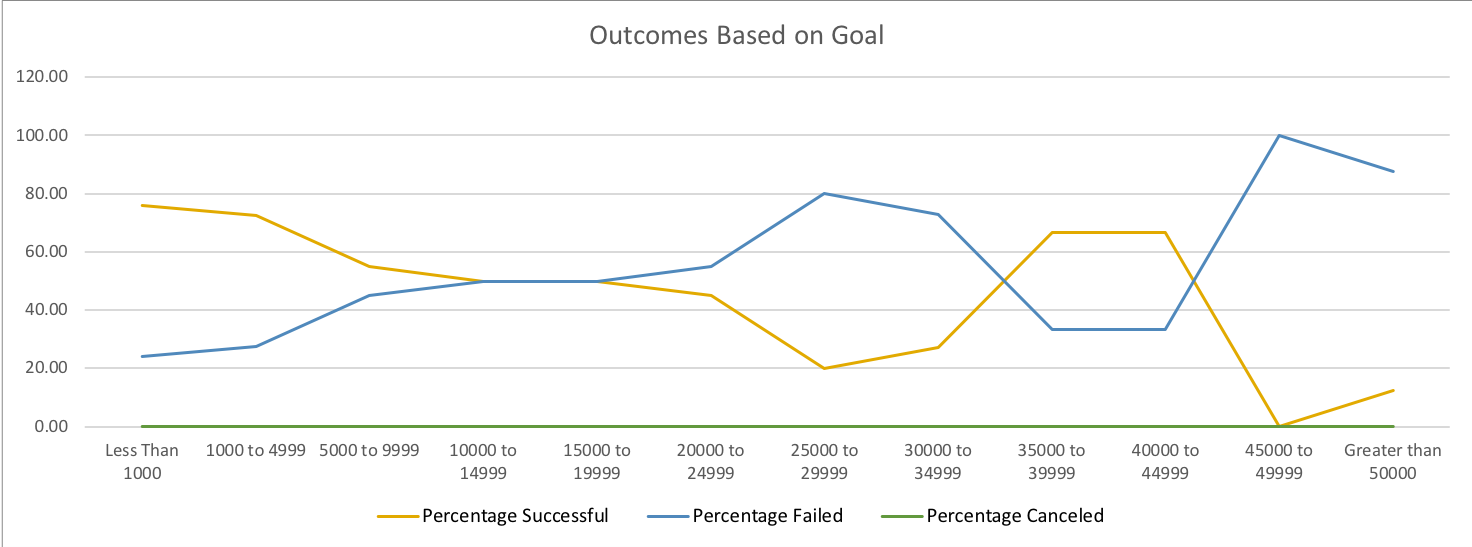 Outcomes Based on Goal
120.00
100.00
80.00
60.00
40.00
20.00
0.00
Less Than
1000
1000 to 4999
5000 to 9999
10000 to
14999
15000 to
19999
20000 to
24999
25000 to
29999
30000 to
34999
35000 to
39999
40000 to
44999
45000 to
49999
Greater than
50000
Percentage Successful
Percentage Failed
Percentage Canceled